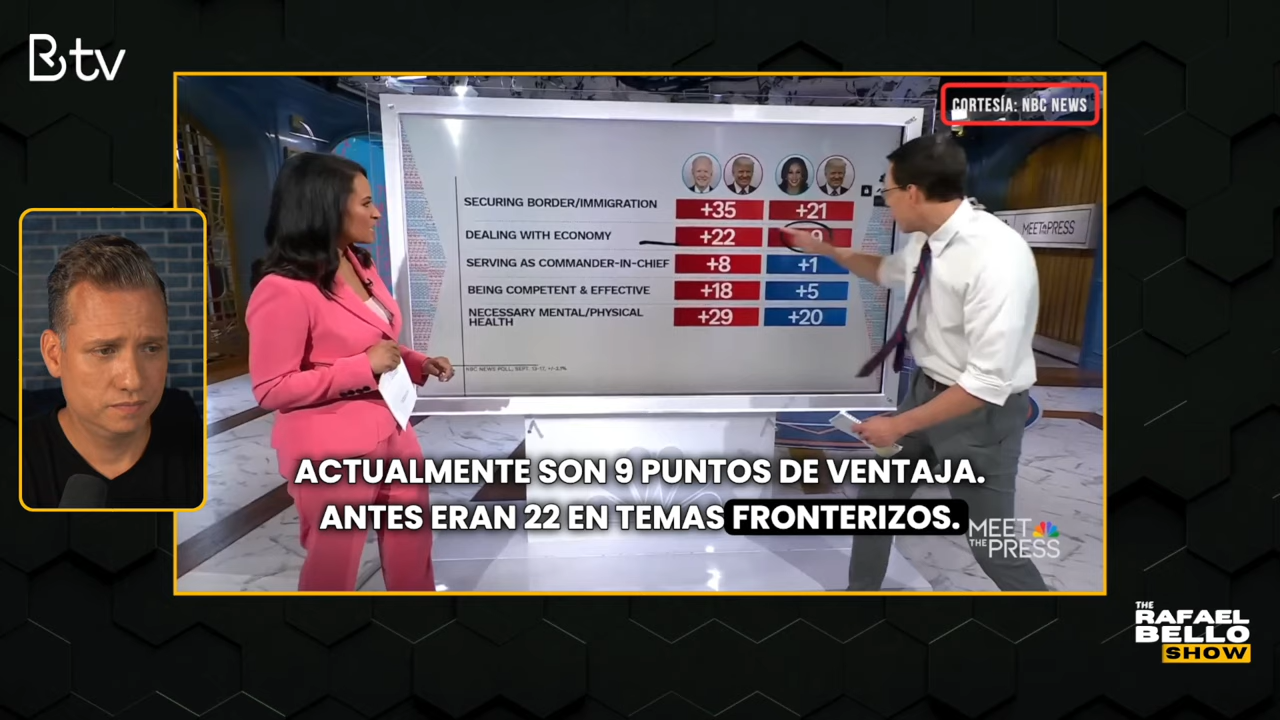 Btv
CORTESÍA: NBC NEWS
SECURING BORDER/IMMIGRATION +35 +21
DEALING WITH ECONOMY +22 9
SERVING AS COMMANDER-IN-CHIEF +8 +1
BEING COMPETENT & EFFECTIVE +18 +5
NECESSARY MENTAL/PHYSICAL
HEALTH +29 +20
MEET THE PRESS
ACTUALMENTE SON 9 PUNTOS DE VENTAJA.
ANTES ERAN 22 EN TEMAS FRONTERIZOS.
MEET
THE PRESS
THE
RAFAEL
BELLO
SHOW